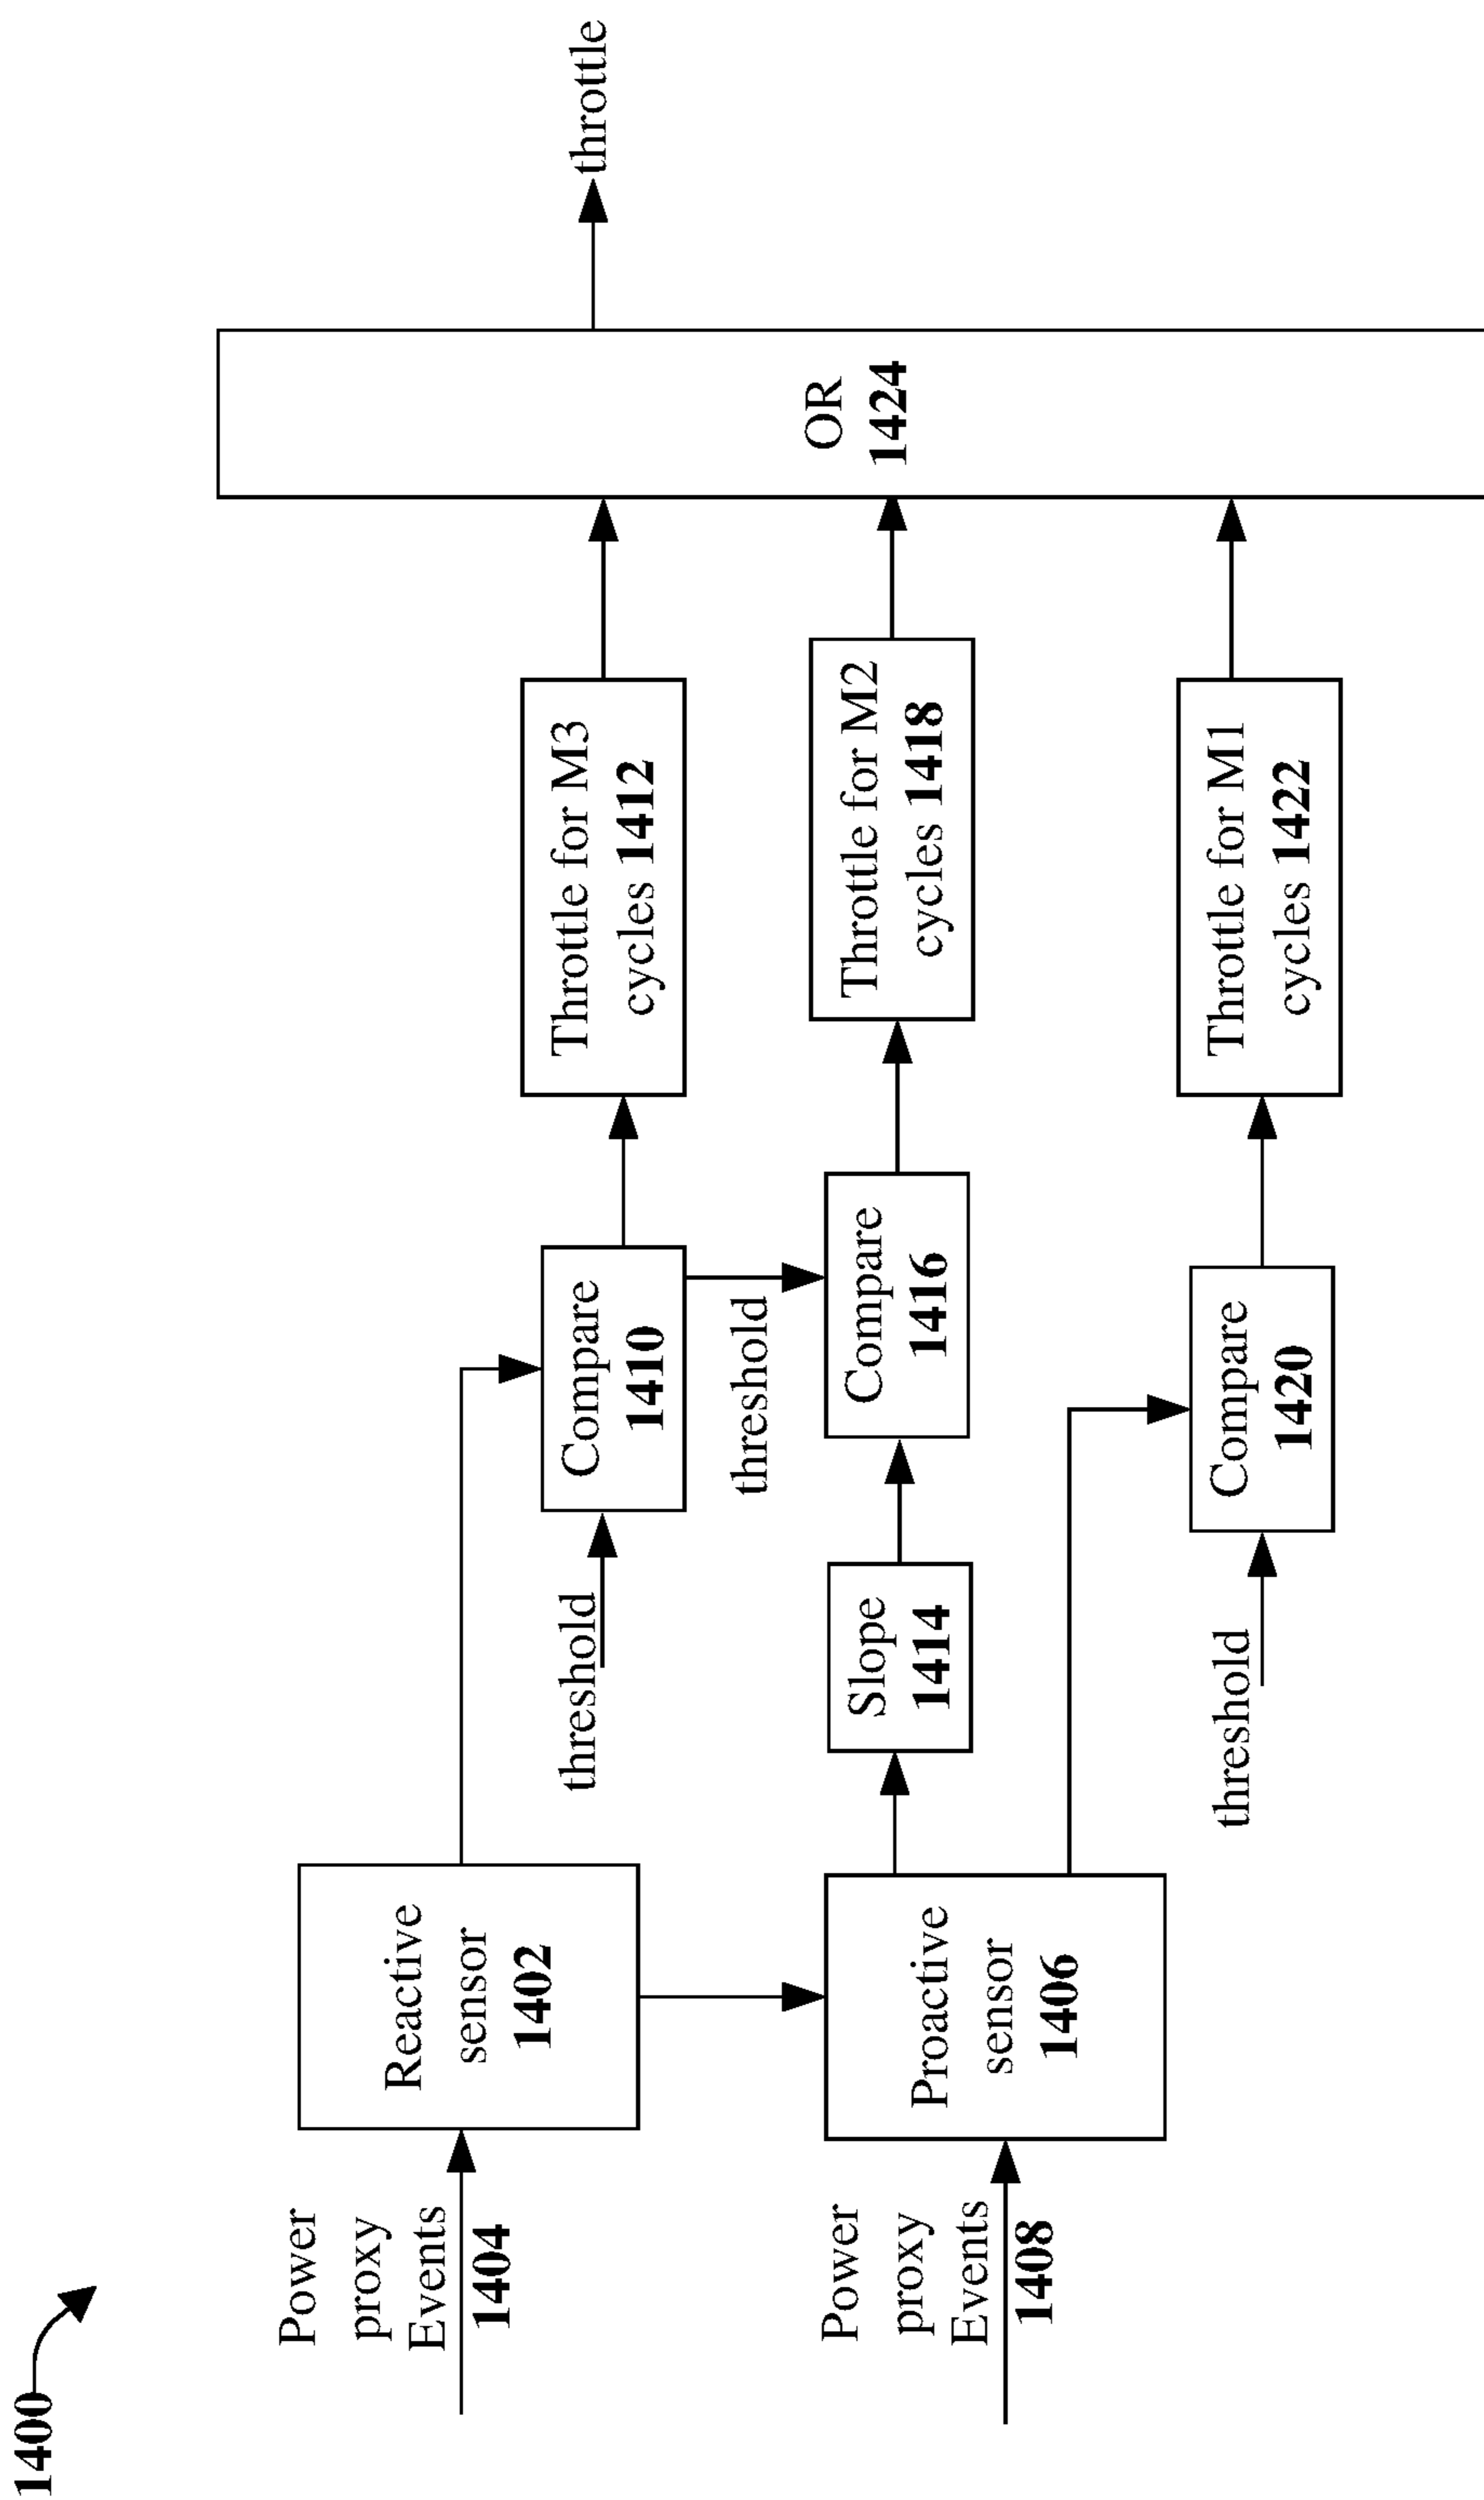 1400
Power
proxy
Events
1404
Reactive
sensor
1402
threshold
Compare
1410
Throttle for M3
cycles 1412
throttle
Power
proxy
Events
1408
Proactive
sensor
1406
Slope
1414
threshold
Compare
1416
Throttle for M2
cycles 1418
OR
1424
threshold
Compare
1420
Throttle for M1
cycles 1422